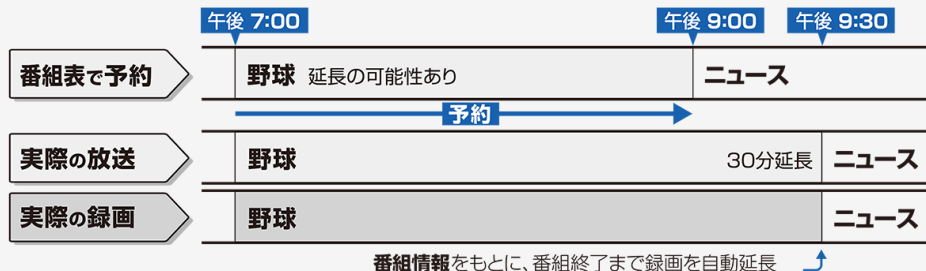 午後 7:00 午後 9:00 午後 9:30
番組表で予約 野球 延長の可能性あり ニュース
予約
実際の放送 野球 30分延長 ニュース
実際の録画 野球 ニュース
番組情報をもとに、番組終了まで録画を自動延長